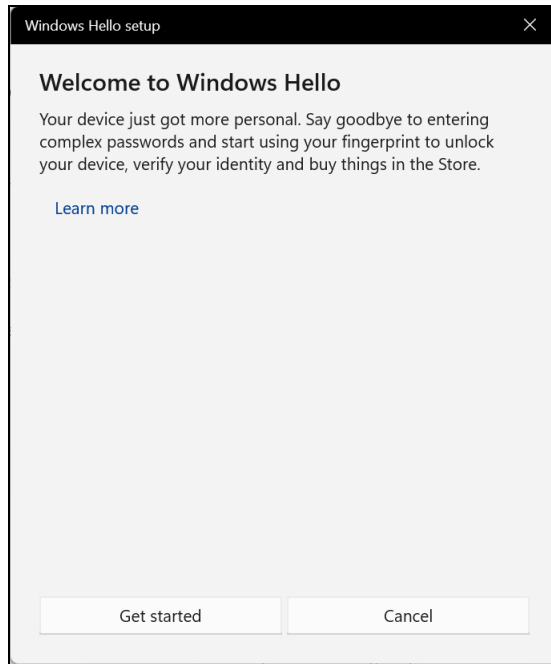 Windows Hello setup
Welcome to Windows Hello
Your device just got more personal. Say goodbye to entering
complex passwords and start using your fingerprint to unlock
your device, verify your identity and buy things in the Store.
Learn more
Get started
Cancel